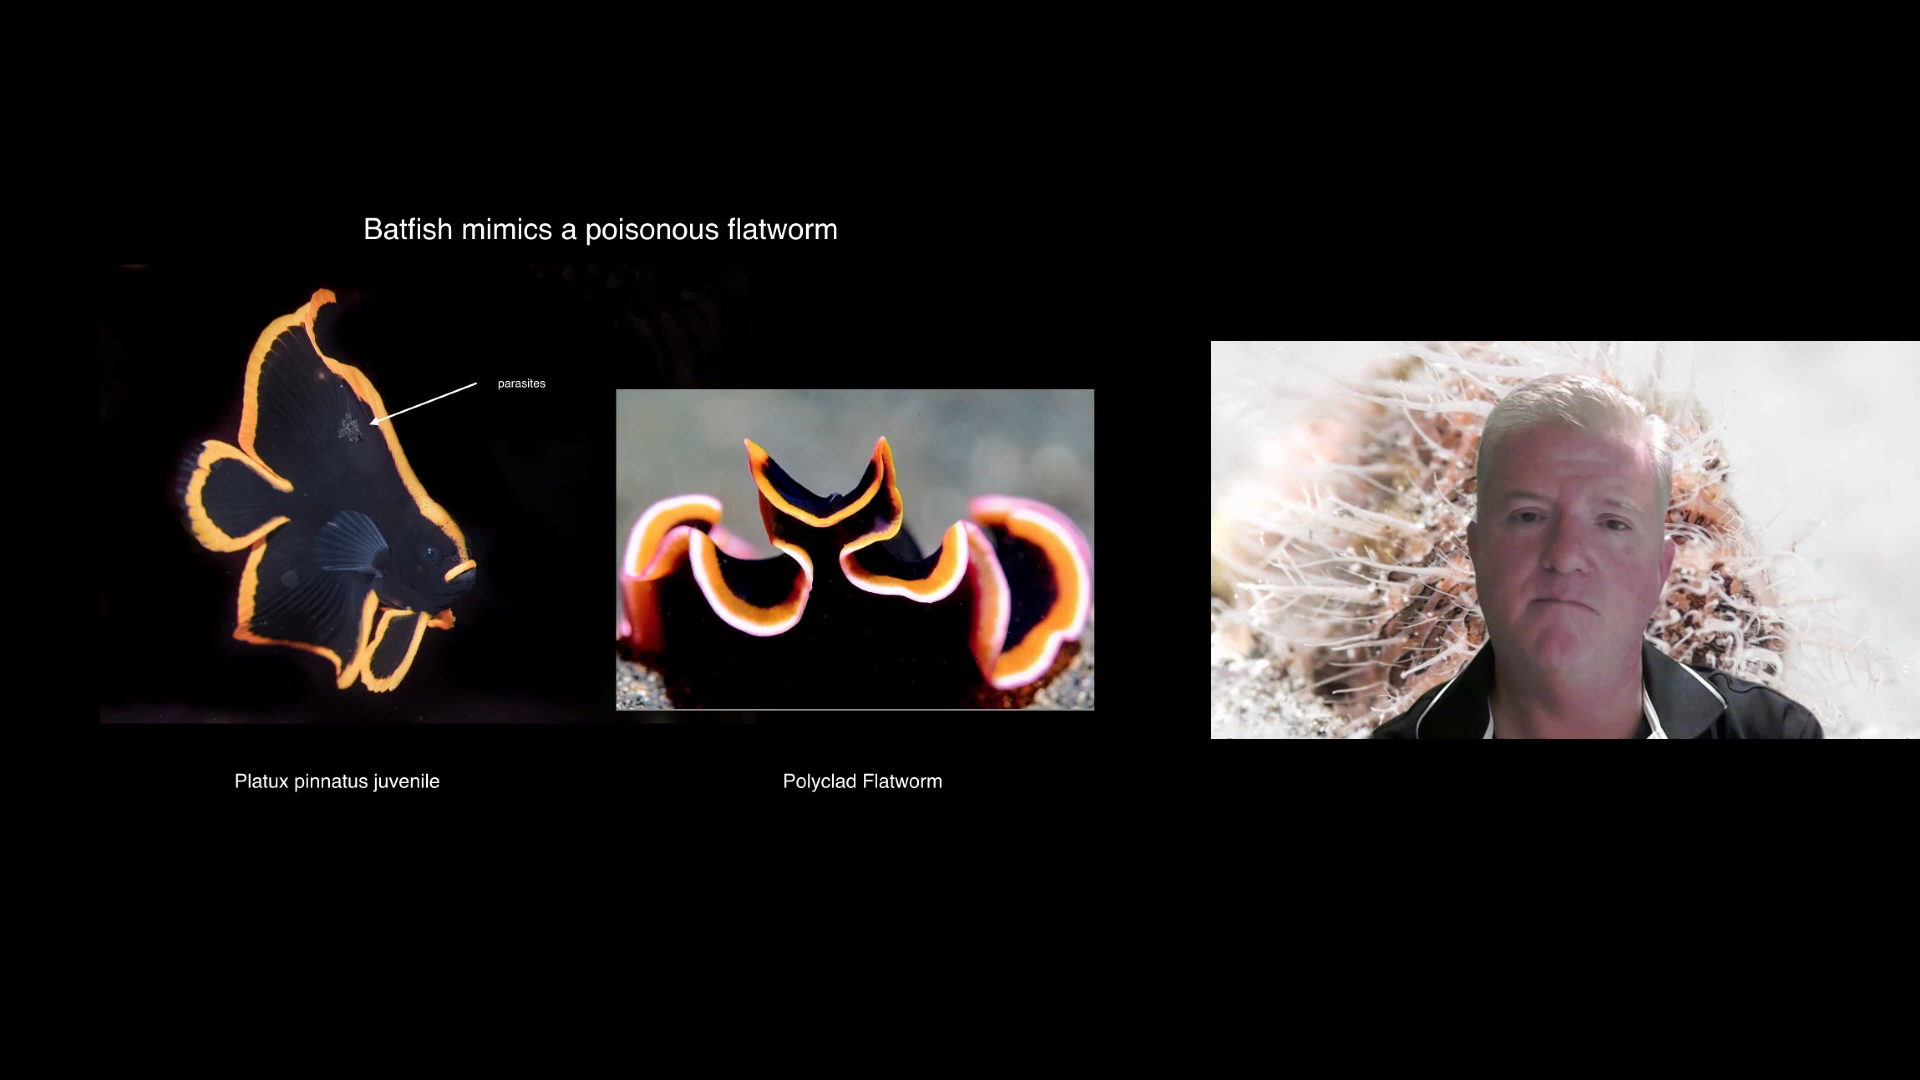 Batfish mimics a poisonous flatworm
parasites
Platux pinnatus juvenile
Polyclad Flatworm